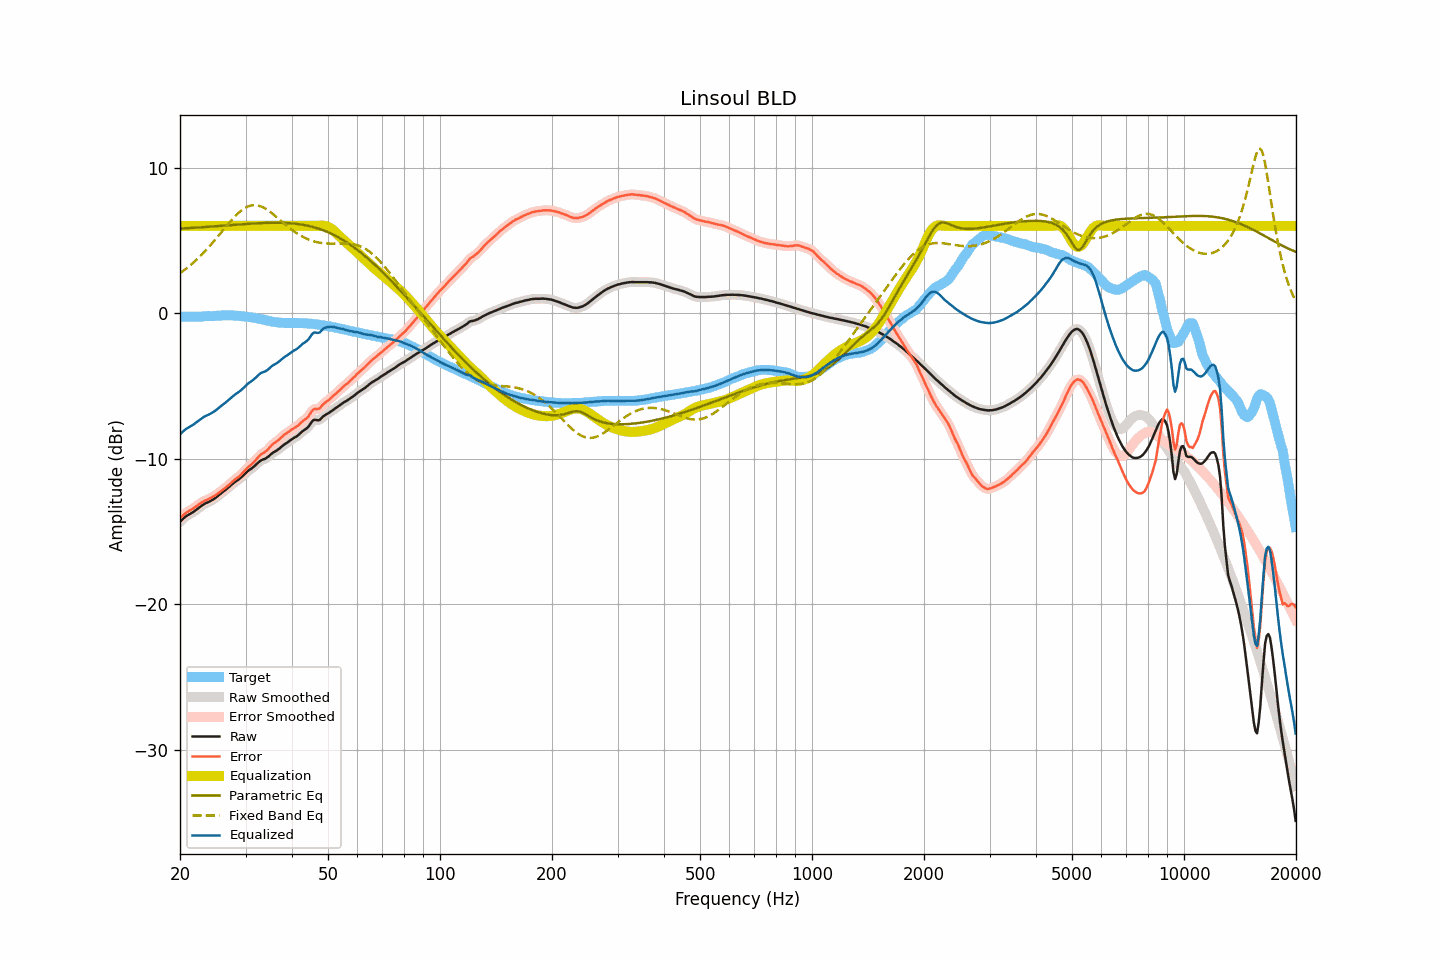 Linsoul BLD
10
0
−10
−20
−30
Amplitude (dBr)
Target
Raw Smoothed
Error Smoothed
Raw
Error
Equalization
Parametric Eq
Fixed Band Eq
Equalized
20 50 100 200 500 1000 2000 5000 10000 20000
Frequency (Hz)